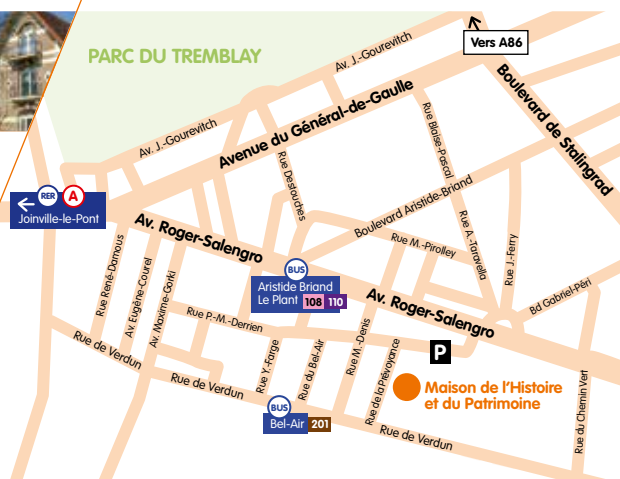 Vers A86
PARC DU TREMBLAY
Av. J.-Gourevitch
Boulevard de Stalingrad
Avenue du Général-de-Gaulle
Av. J.-Gourevitch
Rue Blaise-Pascal
Rue Destouches
Boulevard Aristide-Briand
RER A
Joinville-le-Pont
Av. Roger-Salengro
Rue M.-Pirolley
Rue A.-Taravella
Rue J.-Ferry
Rue René-Damous
Av. Eugène-Courel
Av. Maxime-Gorki
BUS
Aristide Briand
Le Plant 108 110
Av. Roger-Salengro
Bd Gabriel-Péri
Rue P.-M.-Derrien
Rue de Verdun
Rue Y.-Farge
Rue du Bel-Air
Rue M.-Denis
Rue de la Prévoyance
P
Maison de l'Histoire
et du Patrimoine
Rue de Verdun
BUS
Bel-Air 201
Rue de Verdun
Rue du Chemin Vert